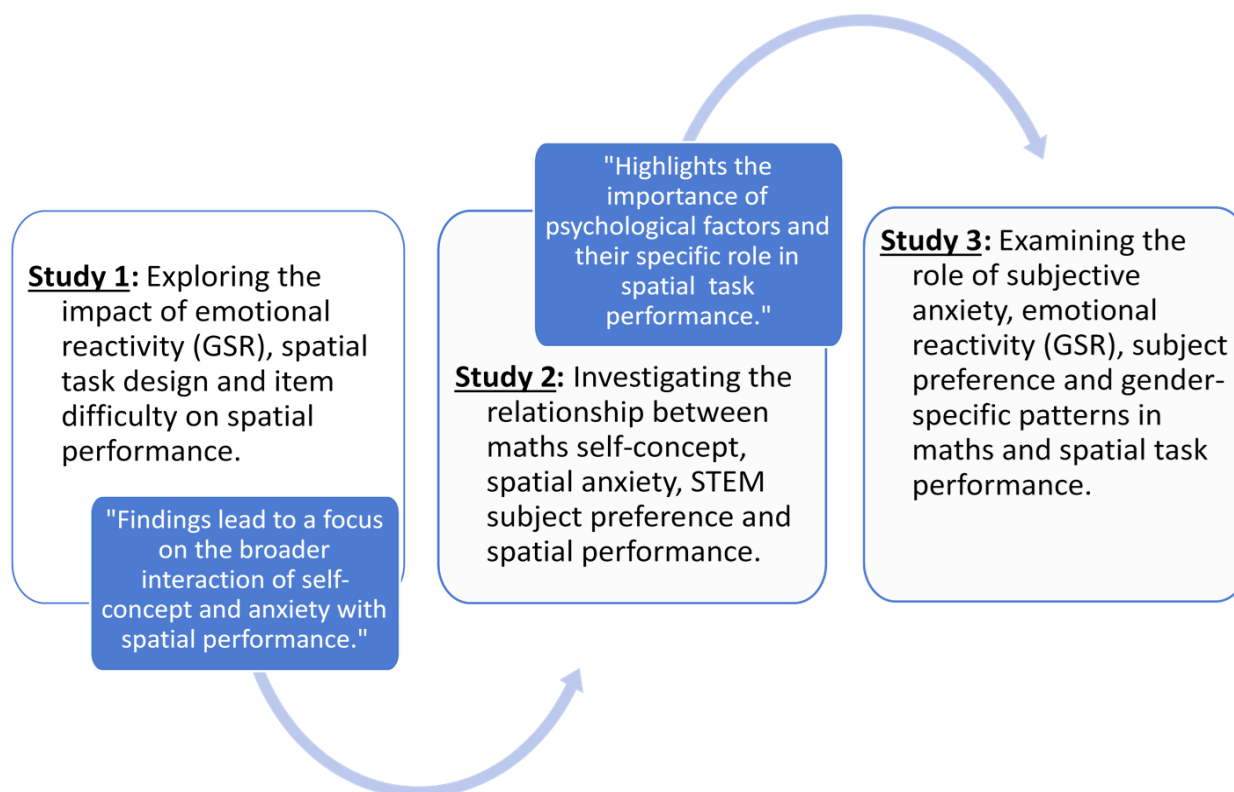 Study 1: Exploring the
impact of emotional
reactivity (GSR), spatial
task design and item
difficulty on spatial
performance.
"Findings lead to a focus
on the broader
interaction of self-
concept and anxiety with
spatial performance."
"Highlights the
importance of
psychological factors and
their specific role in
spatial task
performance."
Study 2: Investigating the
relationship between
maths self-concept,
spatial anxiety, STEM
subject preference and
spatial performance.
Study 3: Examining the
role of subjective
anxiety, emotional
reactivity (GSR), subject
preference and gender-
specific patterns in
maths and spatial task
performance.